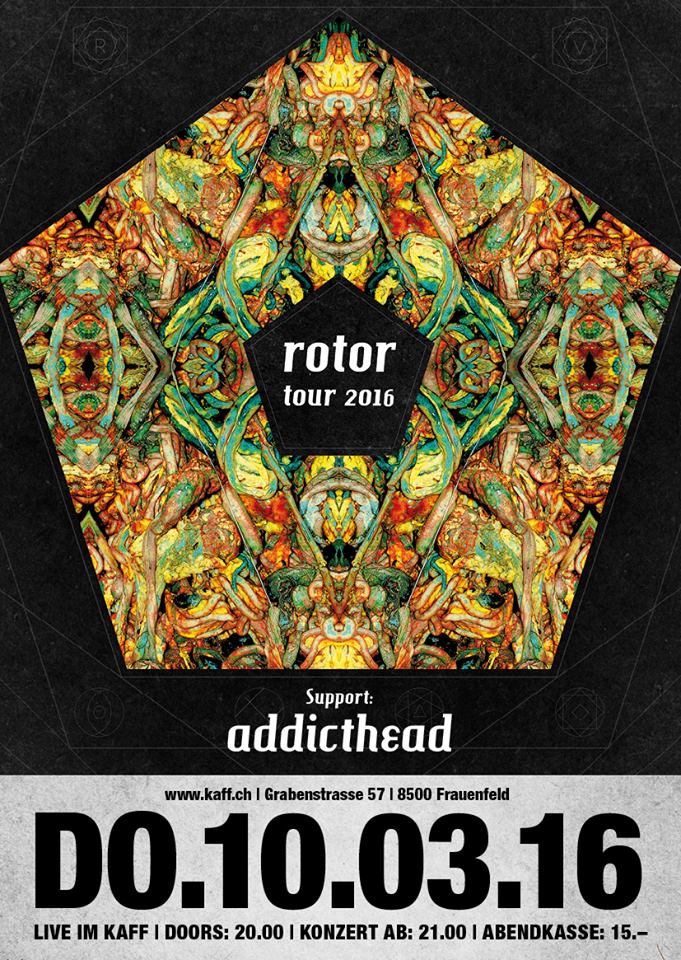 R
V
rotor
tour 2016
Support:
addicthead
www.kaff.ch | Grabenstrasse 57 | 8500 Frauenfeld
DO.10.03.16
LIVE IM KAFF | DOORS: 20.00 | KONZERT AB: 21.00 | ABENDKASSE: 15.–